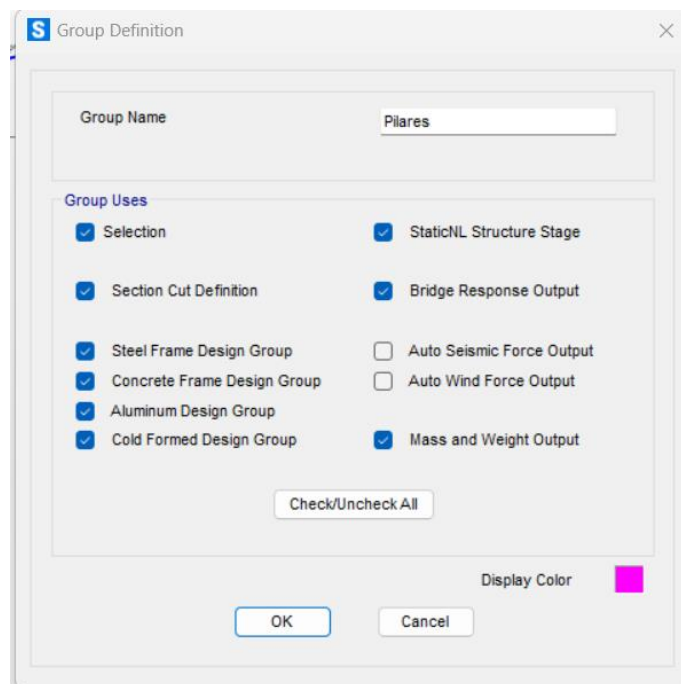 S Group Definition
Group Name Pilares
Group Uses
Selection StaticNL Structure Stage
Section Cut Definition Bridge Response Output
Steel Frame Design Group Auto Seismic Force Output
Concrete Frame Design Group Auto Wind Force Output
Aluminum Design Group
Cold Formed Design Group Mass and Weight Output
Check/Uncheck All
Display Color
OK Cancel